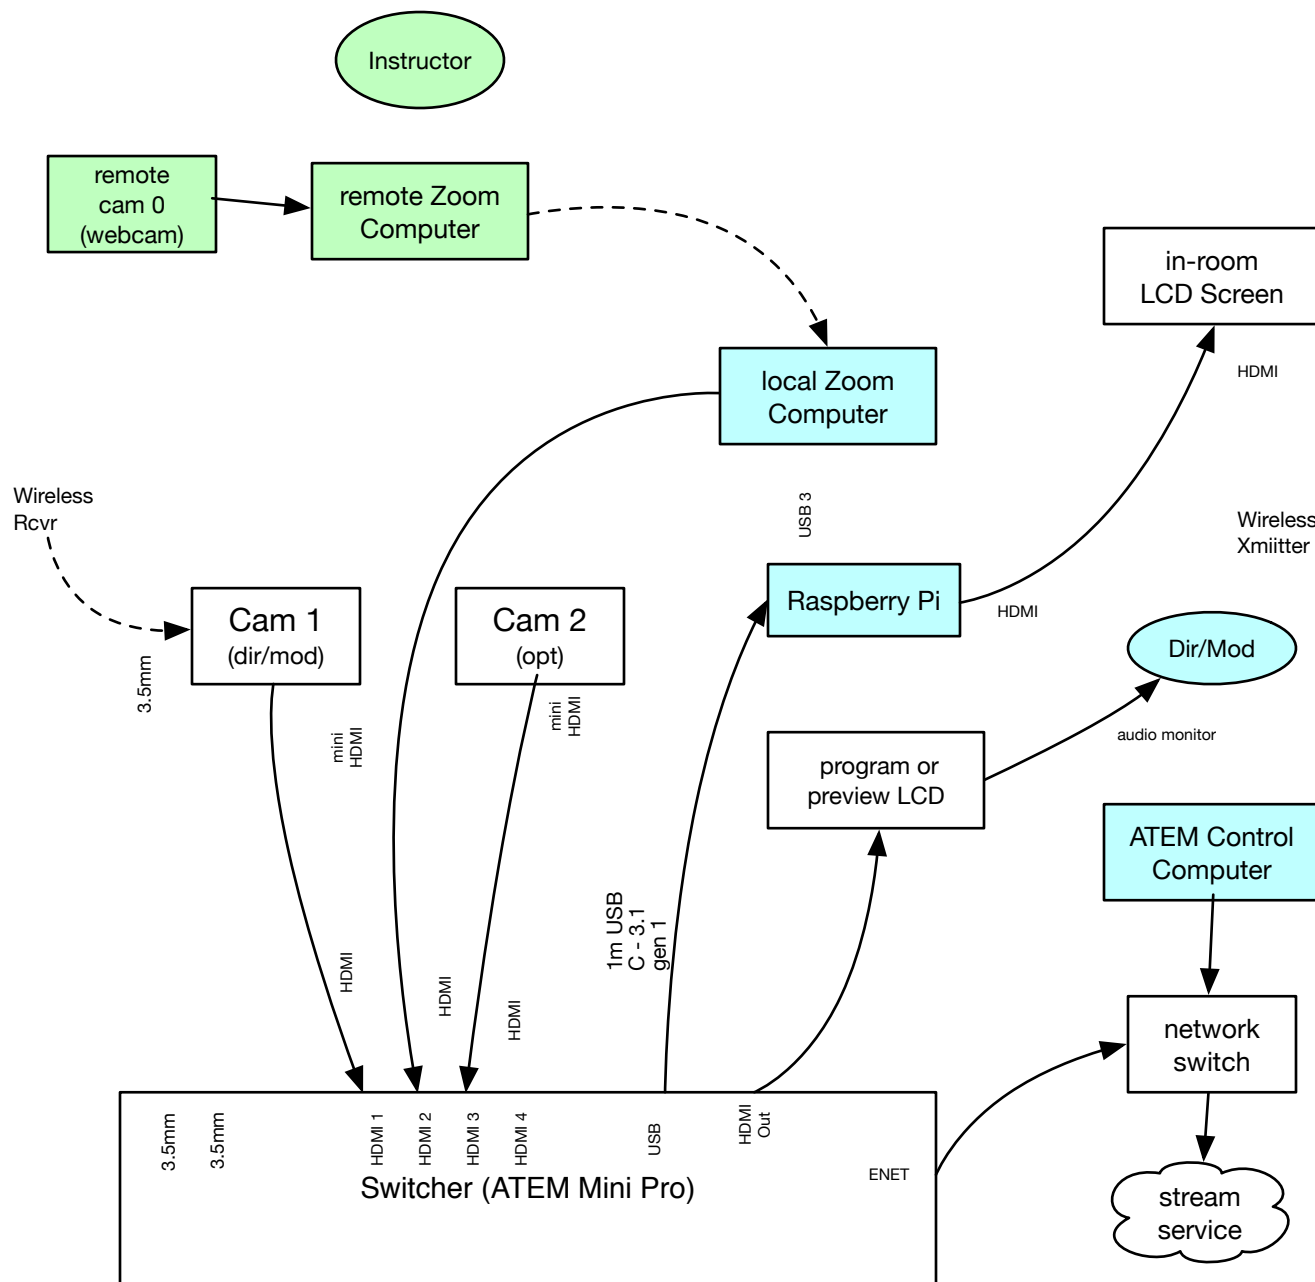 Instructor
remote
cam 0
(webcam)
remote Zoom
Computer
in-room
LCD Screen
HDMI
local Zoom
Computer
Wireless
Rcvr
USB 3
Wireless
Xmiitter
Cam 1
(dir/mod)
Cam 2
(opt)
Raspberry Pi
HDMI
Dir/Mod
3.5mm
mini
HDMI
mini
HDMI
audio monitor
program or
preview LCD
ATEM Control
Computer
1m USB
C - 3.1
gen 1
HDMI
HDMI
HDMI
network
switch
3.5mm
3.5mm
HDMI 1
HDMI 2
HDMI 3
HDMI 4
USB
HDMI
Out
ENET
Switcher (ATEM Mini Pro)
stream
service